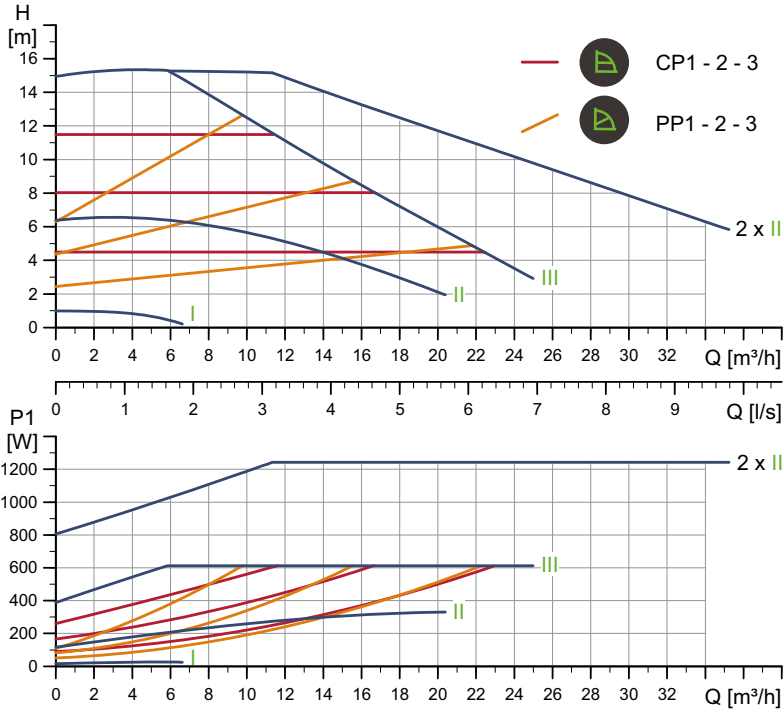 H
[m]
16
14
12
10
8
6
4
2
0
CP1 - 2 - 3
PP1 - 2 - 3
2 x II
III
II
I
0 2 4 6 8 10 12 14 16 18 20 22 24 26 28 30 32 Q [m³/h]
0 1 2 3 4 5 6 7 8 9 Q [l/s]
P1
[W]
1200
1000
800
600
400
200
0
2 x II
III
II
I
0 2 4 6 8 10 12 14 16 18 20 22 24 26 28 30 32 Q [m³/h]